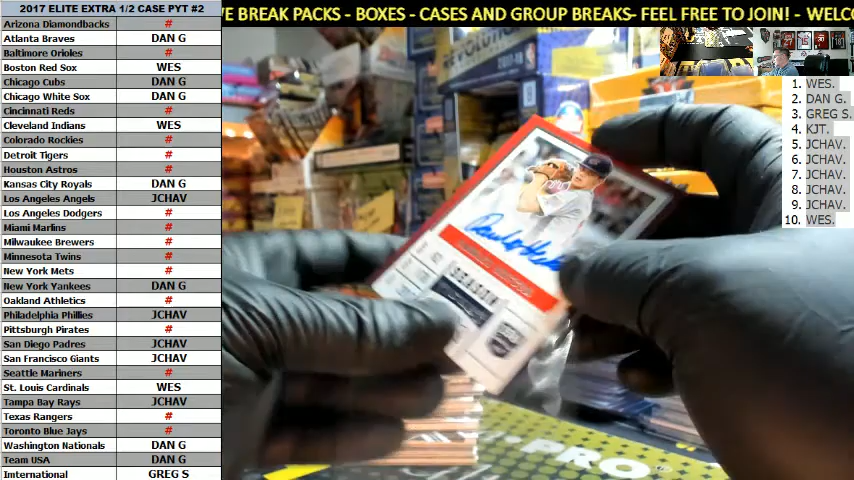 2017 ELITE EXTRA 1/2 CASE PYT #2
VE BREAK PACKS - BOXES - CASES AND GROUP BREAKS- FEEL FREE TO JOIN! - WELCO
Arizona Diamondbacks #
Atlanta Braves DAN G
Baltimore Orioles #
Boston Red Sox WES
Chicago Cubs DAN G
Chicago White Sox DAN G
Cincinnati Reds #
Cleveland Indians WES
Colorado Rockies #
Detroit Tigers #
Houston Astros #
Kansas City Royals DAN G
Los Angeles Angels JCHAV
Los Angeles Dodgers #
Miami Marlins #
Milwaukee Brewers #
Minnesota Twins #
New York Mets #
New York Yankees DAN G
Oakland Athletics #
Philadelphia Phillies JCHAV
Pittsburgh Pirates #
San Diego Padres JCHAV
San Francisco Giants JCHAV
Seattle Mariners #
St. Louis Cardinals WES
Tampa Bay Rays JCHAV
Texas Rangers #
Toronto Blue Jays #
Washington Nationals DAN G
Team USA DAN G
International GREG S
1. WES.
2. DAN G.
3. GREG S.
4. KJT.
5. JCHAV.
6. JCHAV.
7. JCHAV.
8. JCHAV.
9. JCHAV.
10. WES.
REVOLUTION
2017-18
SEASON
PRO